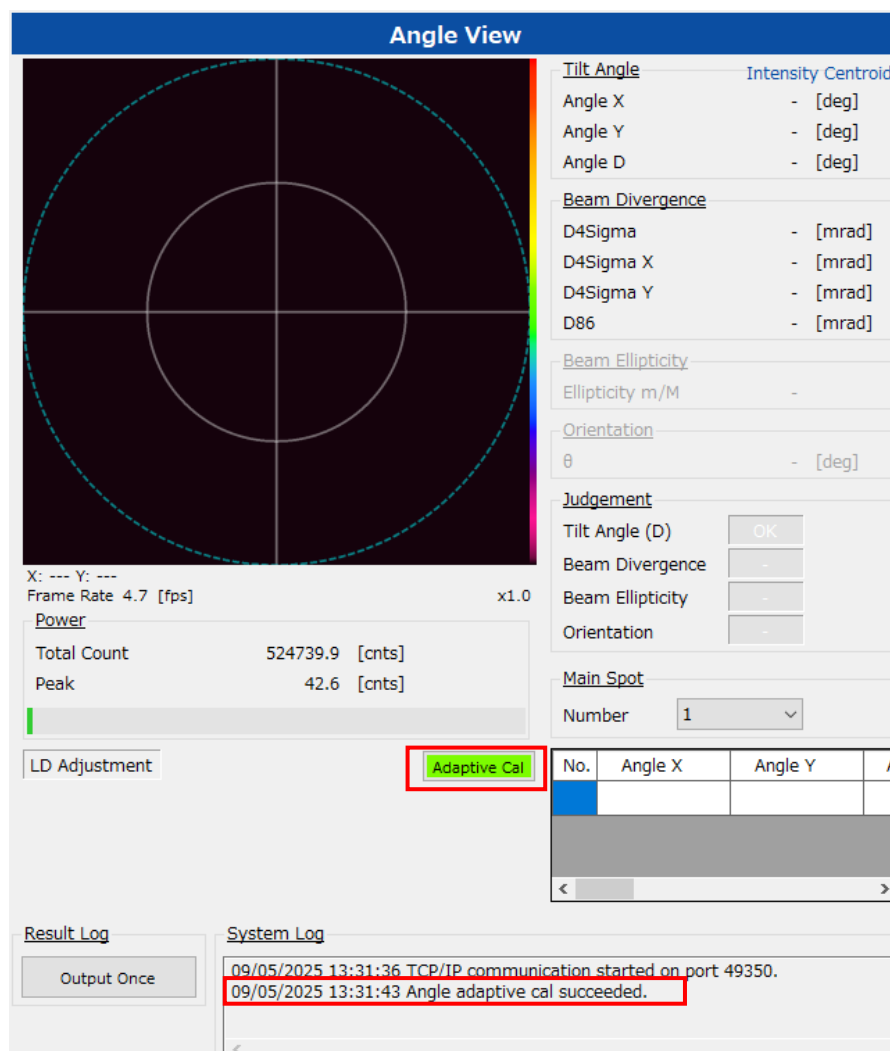 Angle View
Tilt Angle
Intensity Centroid
Angle X - [deg]
Angle Y - [deg]
Angle D - [deg]
Beam Divergence
D4Sigma - [mrad]
D4Sigma X - [mrad]
D4Sigma Y - [mrad]
D86 - [mrad]
Beam Ellipticity
Ellipticity m/M -
Orientation
θ - [deg]
Judgement
Tilt Angle (D) OK
Beam Divergence -
Beam Ellipticity -
Orientation -
X: --- Y: ---
Frame Rate 4.7 [fps] x1.0
Power
Total Count 524739.9 [cnts]
Peak 42.6 [cnts]
Main Spot
Number 1
LD Adjustment
Adaptive Cal
No. Angle X Angle Y
Result Log
Output Once
System Log
09/05/2025 13:31:36 TCP/IP communication started on port 49350.
09/05/2025 13:31:43 Angle adaptive cal succeeded.